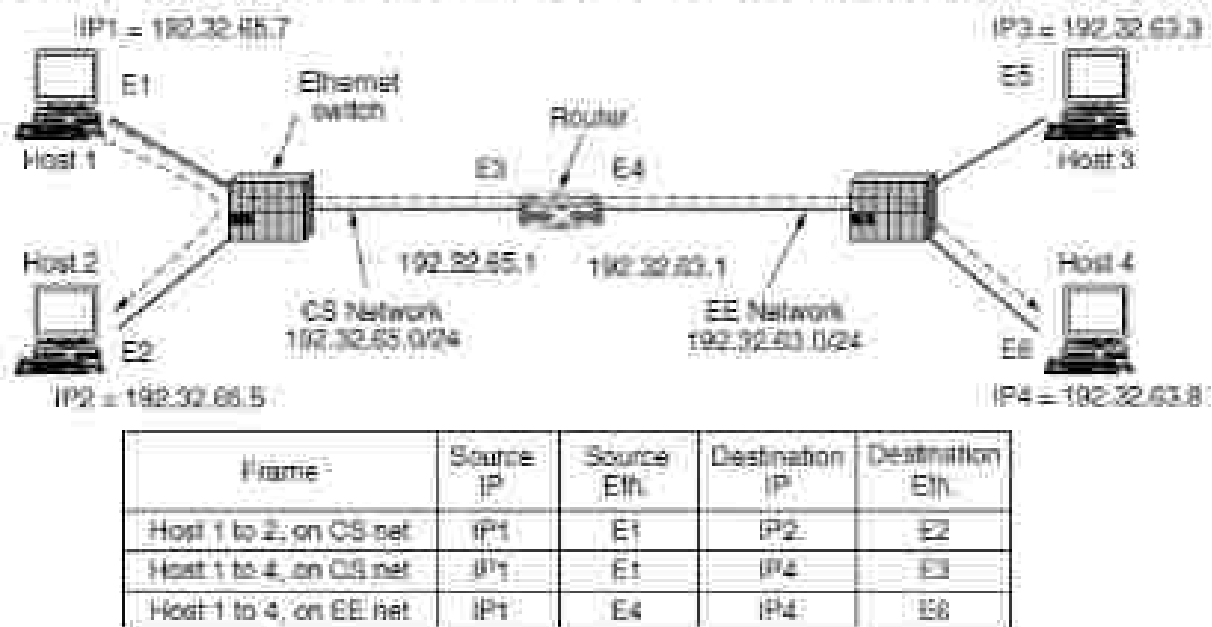 IP1 = 192.32.65.7
IP3 = 192.32.63.3
E1
Ethernet
switch
E5
Router
Host 1
E3
E4
Host 3
Host 2
192.32.65.1
192.32.63.1
Host 4
CS Network
192.32.65.0/24
EE Network
192.32.63.0/24
E2
E6
IP2 = 192.32.65.5
IP4 = 192.32.63.8
Frame
Source
IP
Source
Eth.
Destination
IP
Destination
Eth.
Host 1 to 2, on CS net IP1 E1 IP2 E2
Host 1 to 4, on CS net IP1 E1 IP4 E3
Host 1 to 4, on EE net IP1 E4 IP4 E6